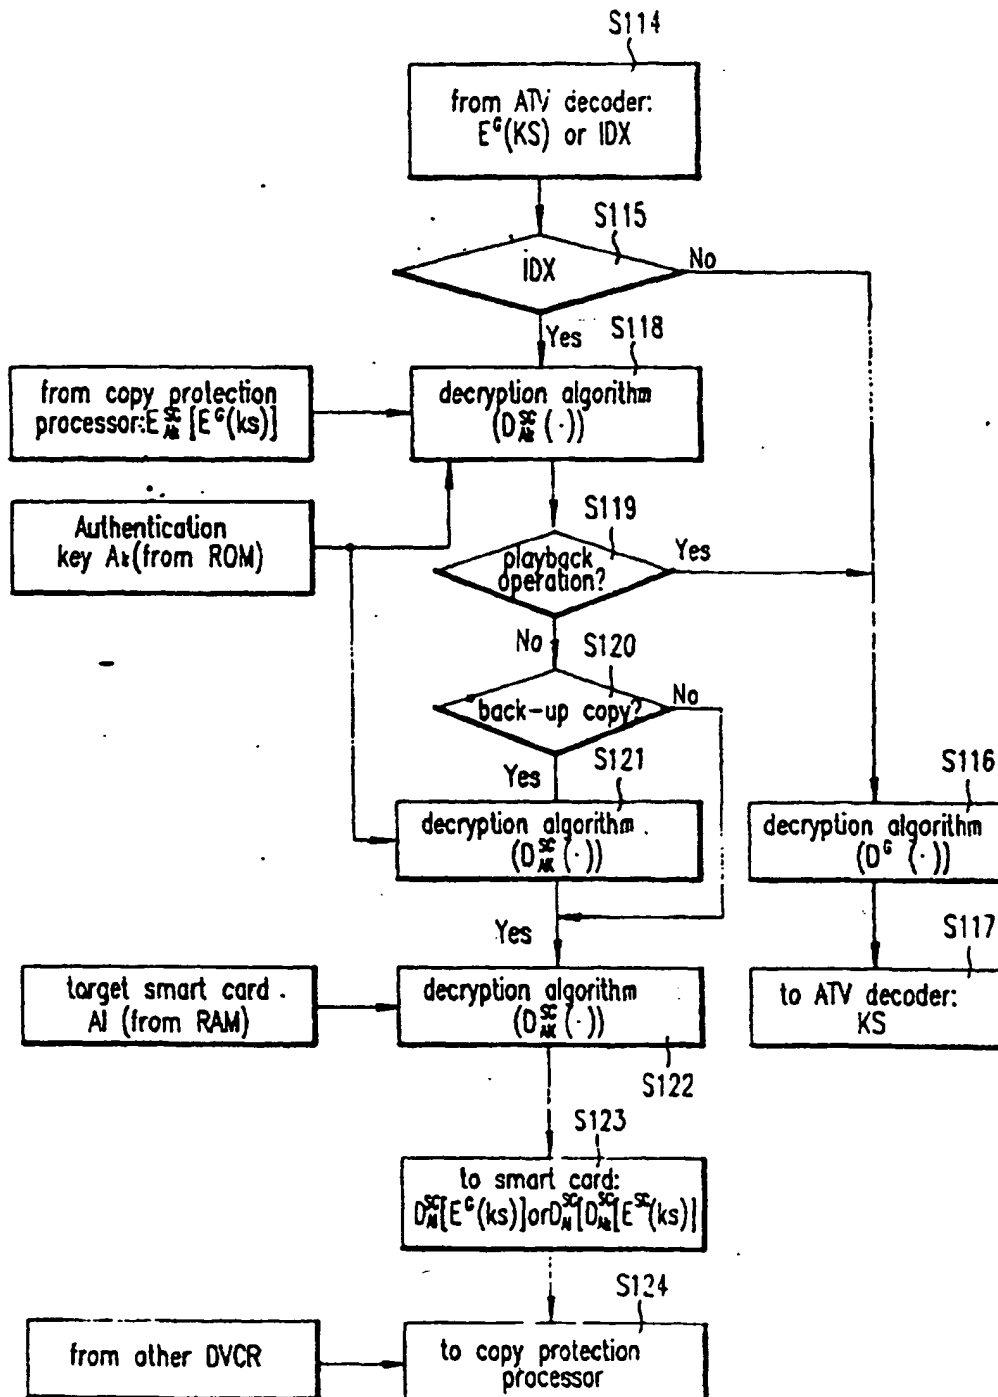 S114
from ATV decoder:
E^G(KS) or IDX
S115
IDX
No
Yes
S118
from copy protection
processor:E^SC_Ak[E^G(ks)]
decryption algorithm
(D^SC_Ak(·))
Authentication
key Ak(from ROM)
S119
playback
operation?
Yes
No
S120
back-up copy?
No
Yes
S121
decryption algorithm
(D^SC_AK(·))
S116
decryption algorithm
(D^G (·))
Yes
S117
target smart card
AI (from RAM)
decryption algorithm
(D^SC_AK(·))
to ATV decoder:
KS
S122
S123
to smart card:
D^SC_AI[E^G(ks)]orD^SC_AI[D^SC_Ak[E^SC(ks)]
S124
from other DVCR
to copy protection
processor